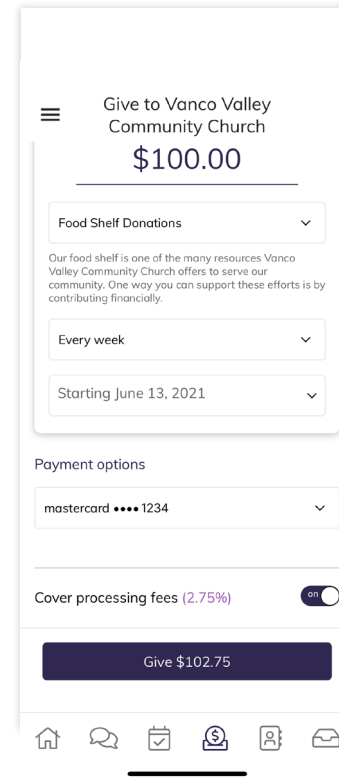 Give to Vanco Valley
Community Church
$100.00
Food Shelf Donations
Our food shelf is one of the many resources Vanco
Valley Community Church offers to serve our
community. One way you can support these efforts is by
contributing financially.
Every week
Starting June 13, 2021
Payment options
mastercard •••• 1234
Cover processing fees (2.75%)
on
Give $102.75